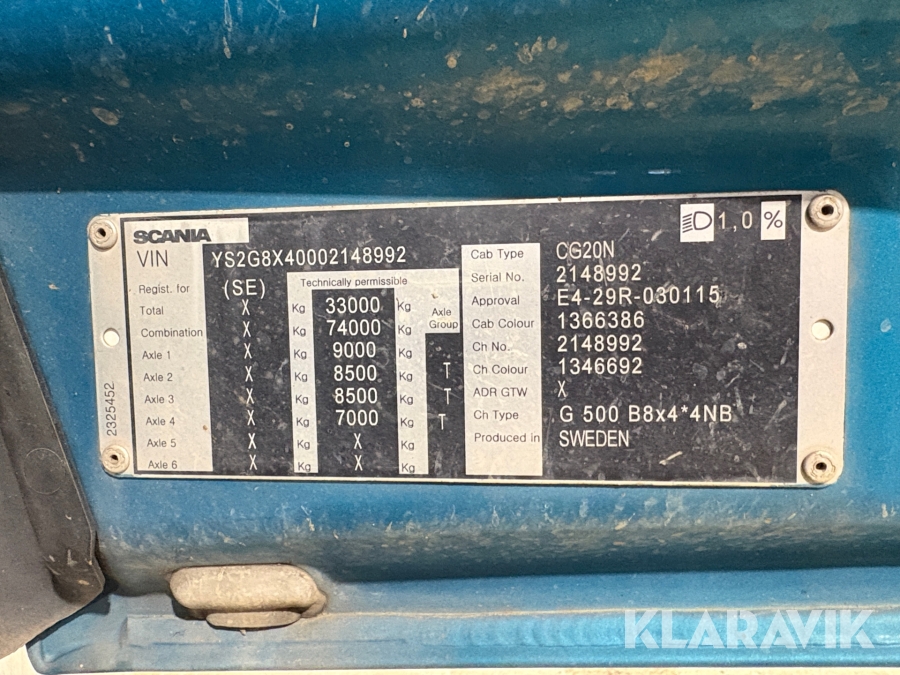 SCANIA
1,0 %
VIN YS2G8X40002148992
Regist. for (SE) Technically permissible
Total X Kg 33000 Kg Axle Group
Combination X Kg 74000 Kg
Axle 1 X Kg 9000 Kg
Axle 2 X Kg 8500 Kg T
Axle 3 X Kg 8500 Kg T
Axle 4 X Kg 7000 Kg T
Axle 5 X Kg X Kg
Axle 6 X Kg X Kg
2325452
Cab Type CG20N
Serial No. 2148992
Approval E4-29R-030115
Cab Colour 1366386
Ch No. 2148992
Ch Colour 1346692
ADR GTW X
Ch Type G 500 B8x4*4NB
Produced in SWEDEN
KLARAVIK